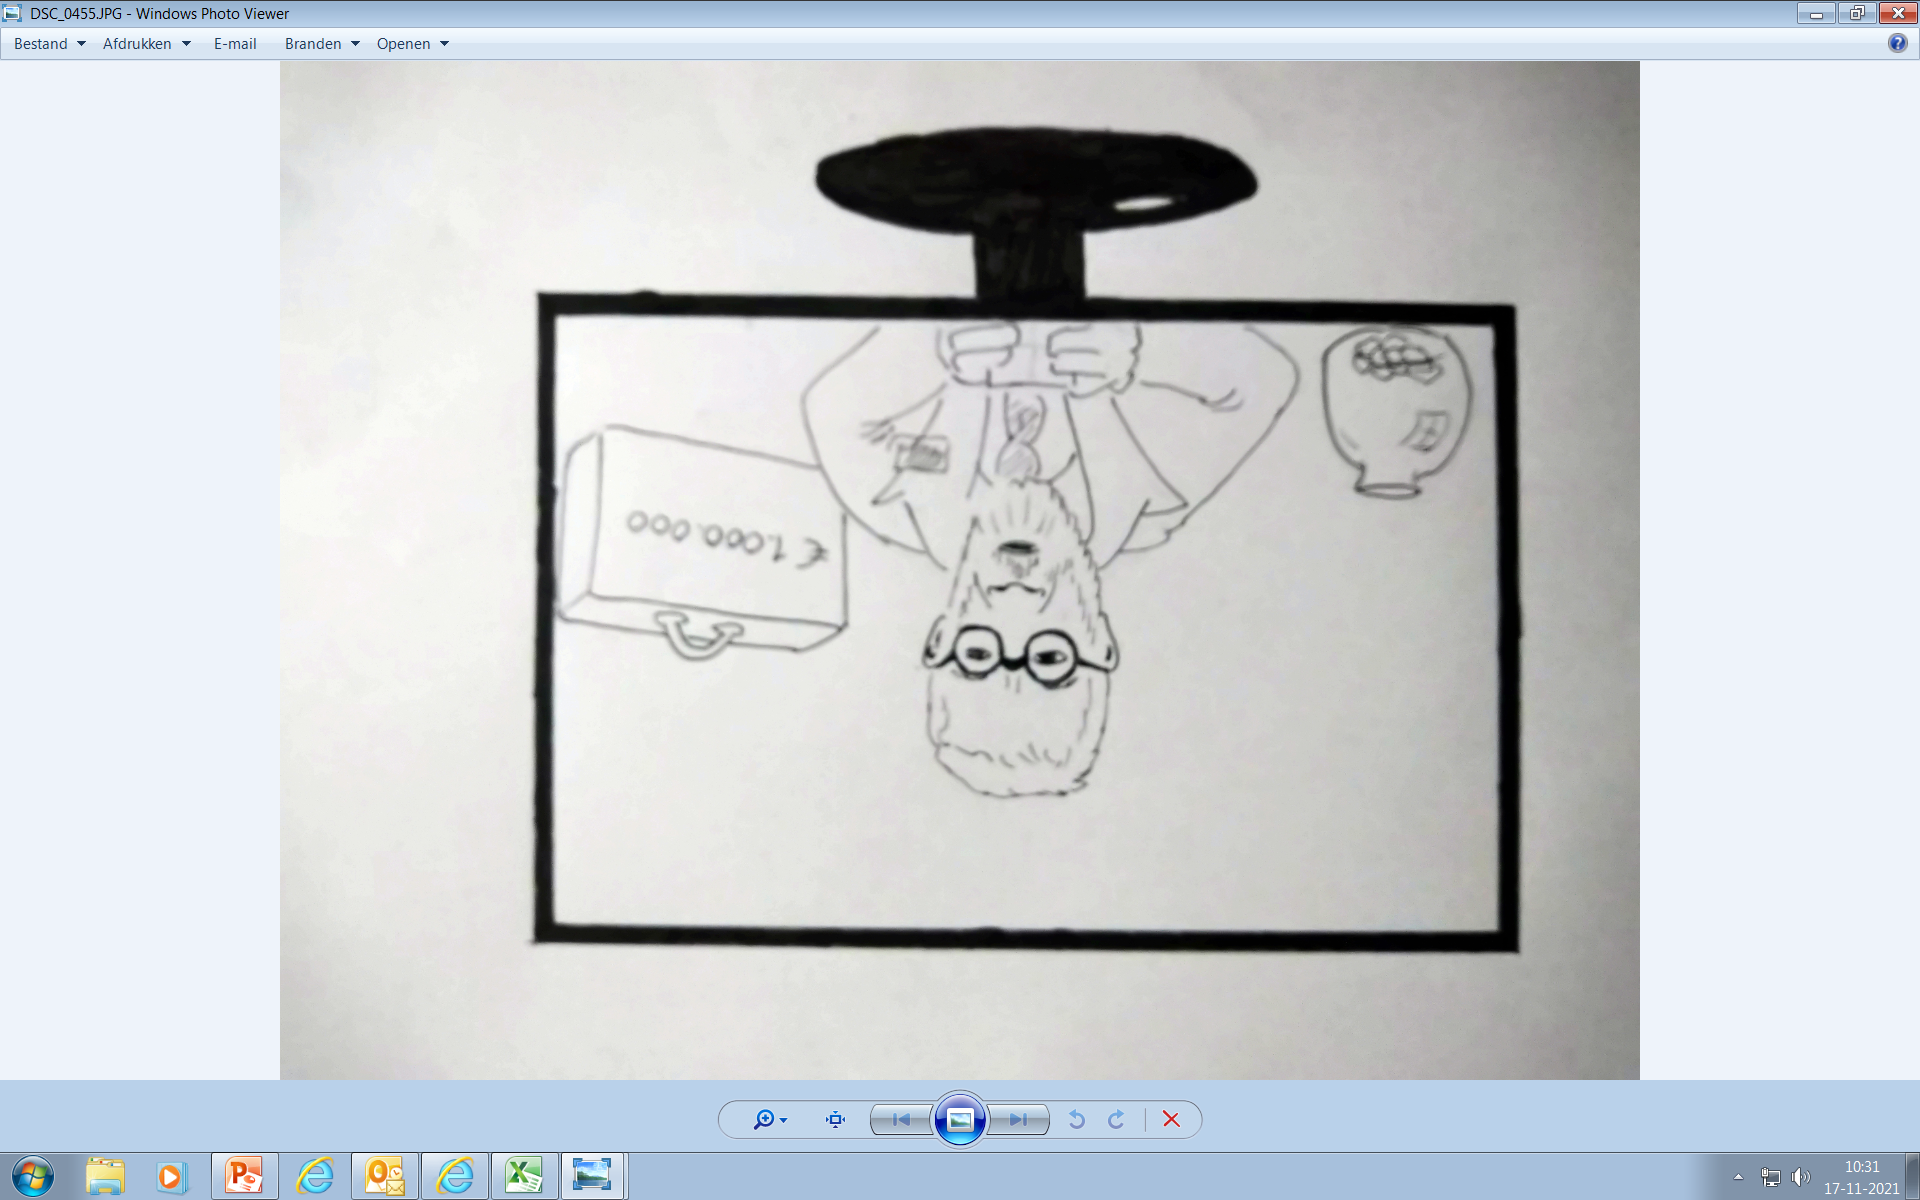 DSC_0455.JPG - Windows Photo Viewer
Bestand Afdrukken E-mail Branden Openen
€ 1.000.000
10:31
17-11-2021